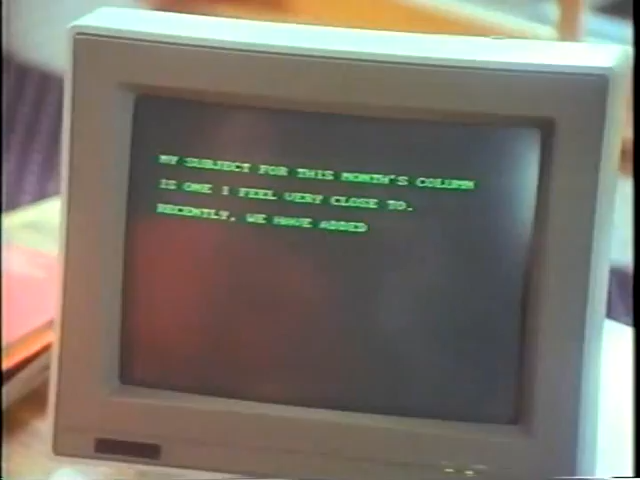 MY SUBJECT FOR THIS MONTH'S COLUMN
IS ONE I FEEL VERY CLOSE TO.
RECENTLY, WE HAVE ADDED